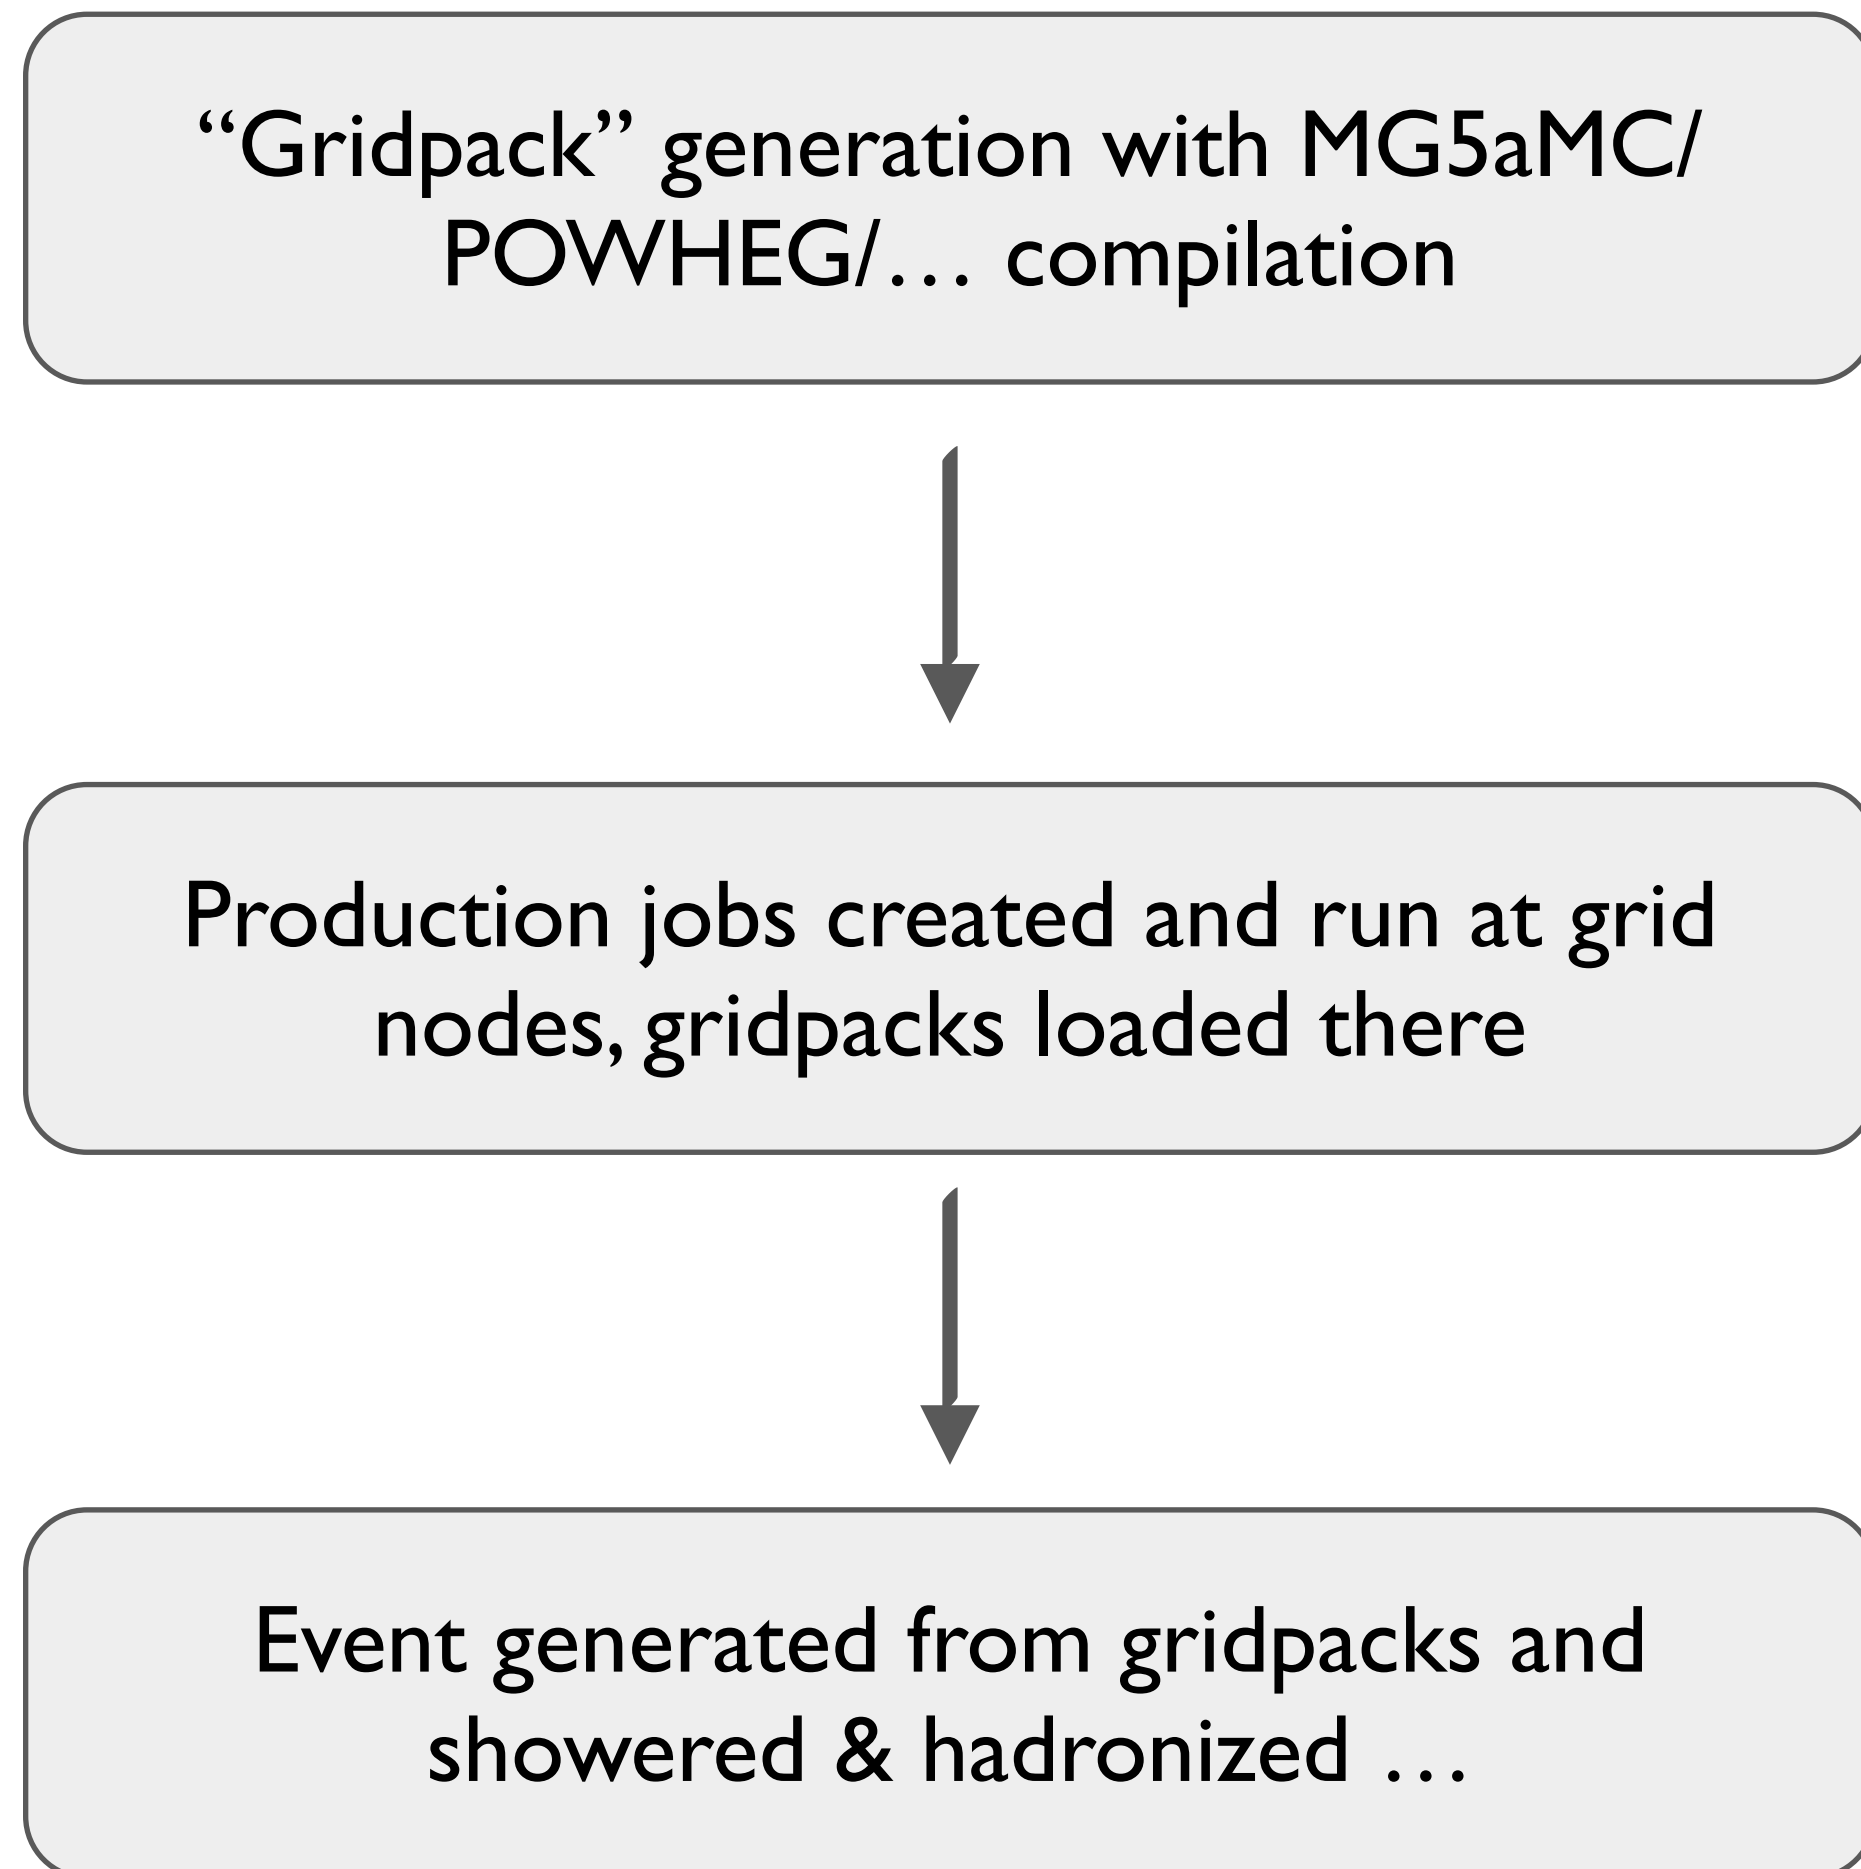 “Gridpack” generation with MG5aMC/
POWHEG/… compilation
Production jobs created and run at grid
nodes, gridpacks loaded there
Event generated from gridpacks and
showered & hadronized …